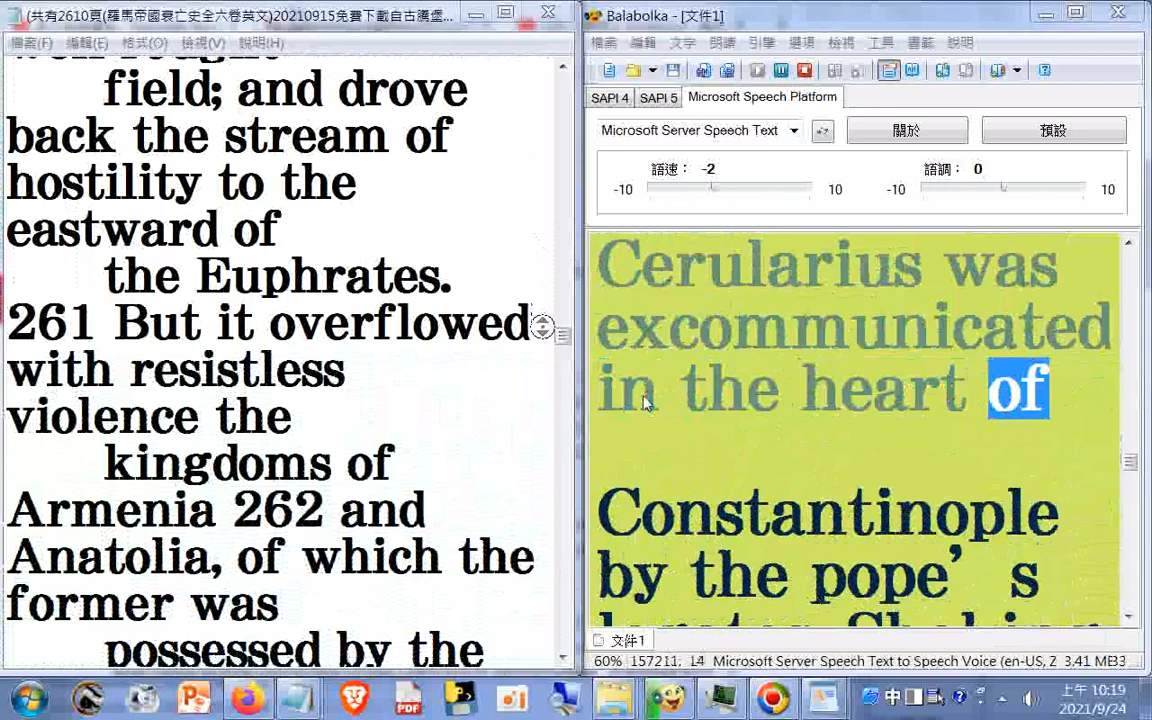 (共有2610頁(羅馬帝國衰亡史全六卷英文)20210915免費下載自古騰堡...
檔案(F) 編輯(E) 格式(O) 檢視(V) 說明(H)
field; and drove
back the stream of
hostility to the
eastward of
the Euphrates.
261 But it overflowed
with resistless
violence the
kingdoms of
Armenia 262 and
Anatolia, of which the
former was
possessed by the
Balabolka - [文件1]
檔案 編輯 文字 朗讀 引擎 選項 檢視 工具 書籤 說明
SAPI 4 SAPI 5 Microsoft Speech Platform
Microsoft Server Speech Text 關於 預設
語速： -2 語調： 0
-10 10 -10 10
Cerularius was
excommunicated
in the heart of
Constantinople
by the pope’s
文件1
60% 157211, 14 Microsoft Server Speech Text to Speech Voice (en-US, Z 3.41 MB33
中 上午 10:19
2021/9/24